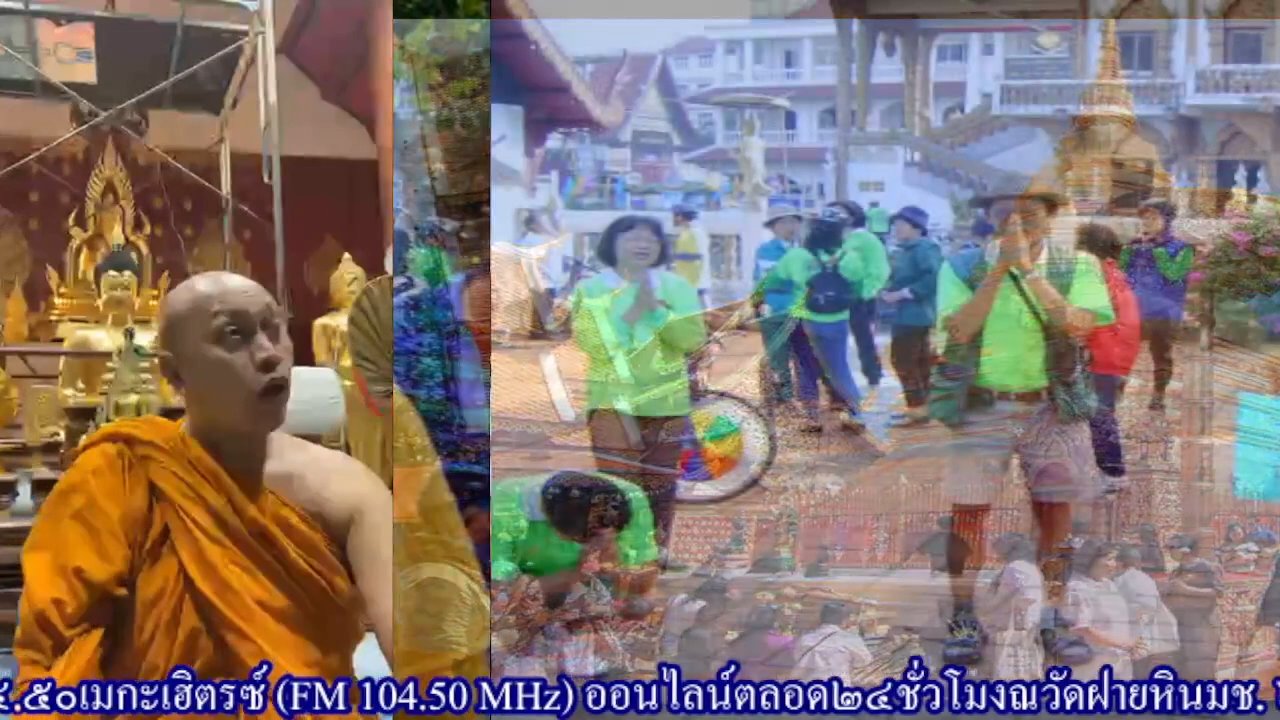 .๕๐เมกะเฮิตรซ์ (FM 104.50 MHz) ออนไลน์ตลอด๒๔ชั่วโมงณวัดฝายหินมช.